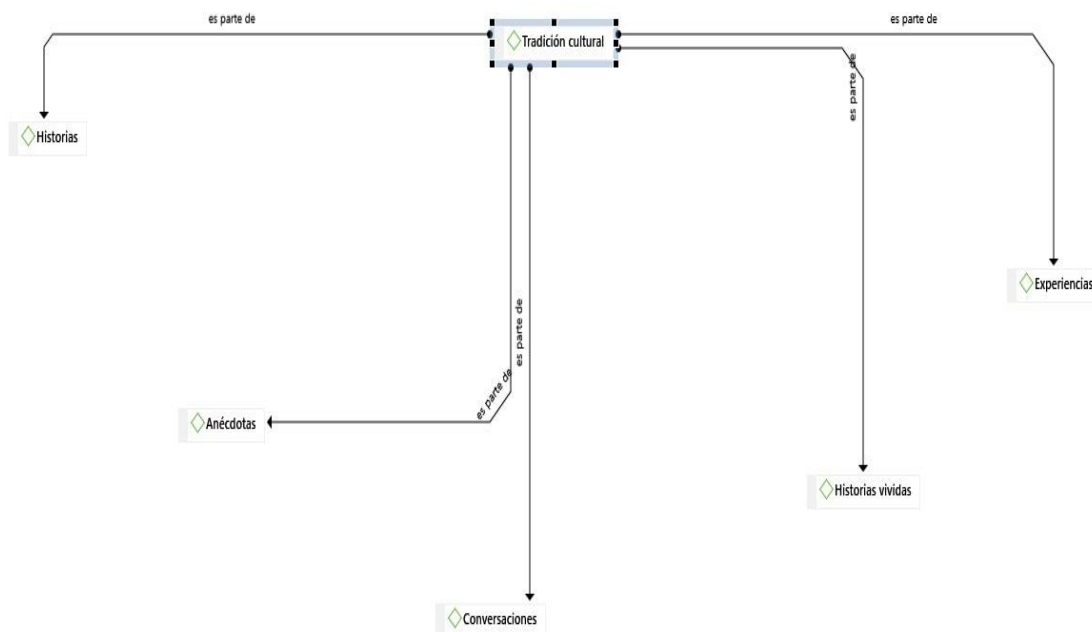 es parte de
es parte de
Tradición cultural
es parte de
Historias
Experiencias
es parte de
es parte de
Anécdotas
Historias vividas
Conversaciones